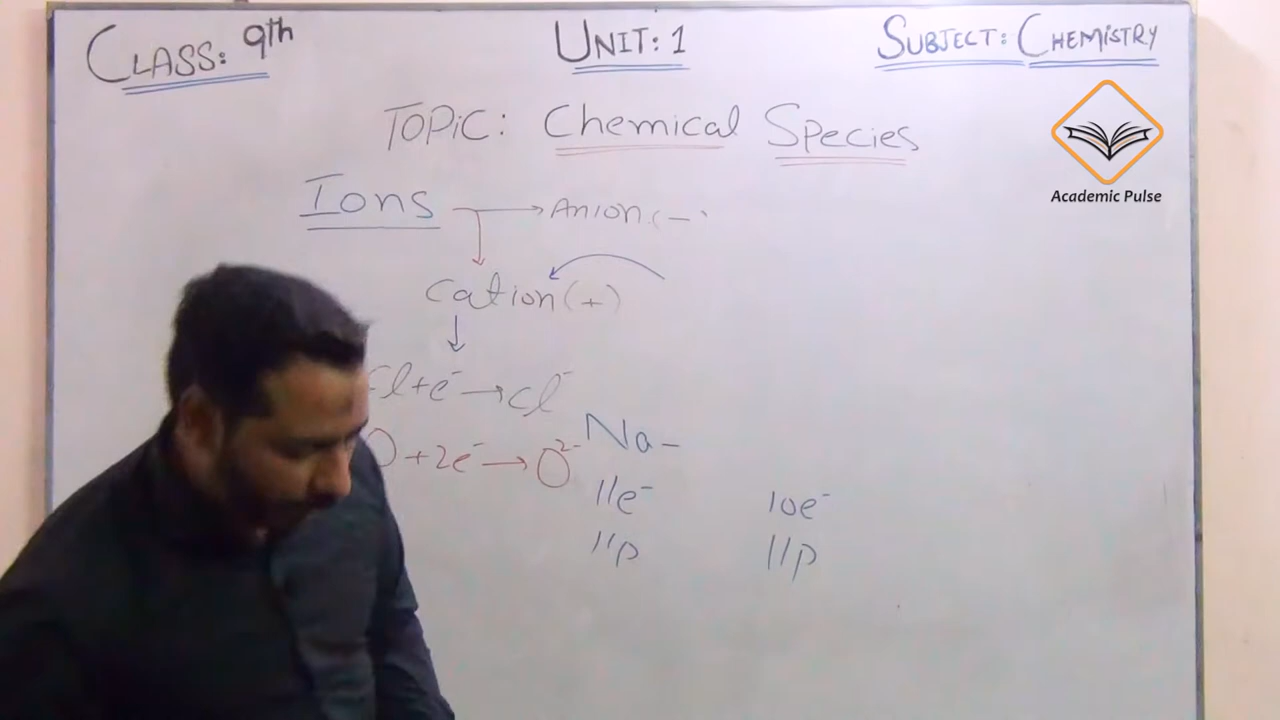 CLASS: 9th
UNIT: 1
SUBJECT: CHEMISTRY
TOPIC: Chemical Species
Academic Pulse
Ions → Anion (-
Cation (+)
Cl + e⁻ → Cl⁻
O + 2e⁻ → O²⁻
Na -
11e⁻ 10e⁻
11p 11p